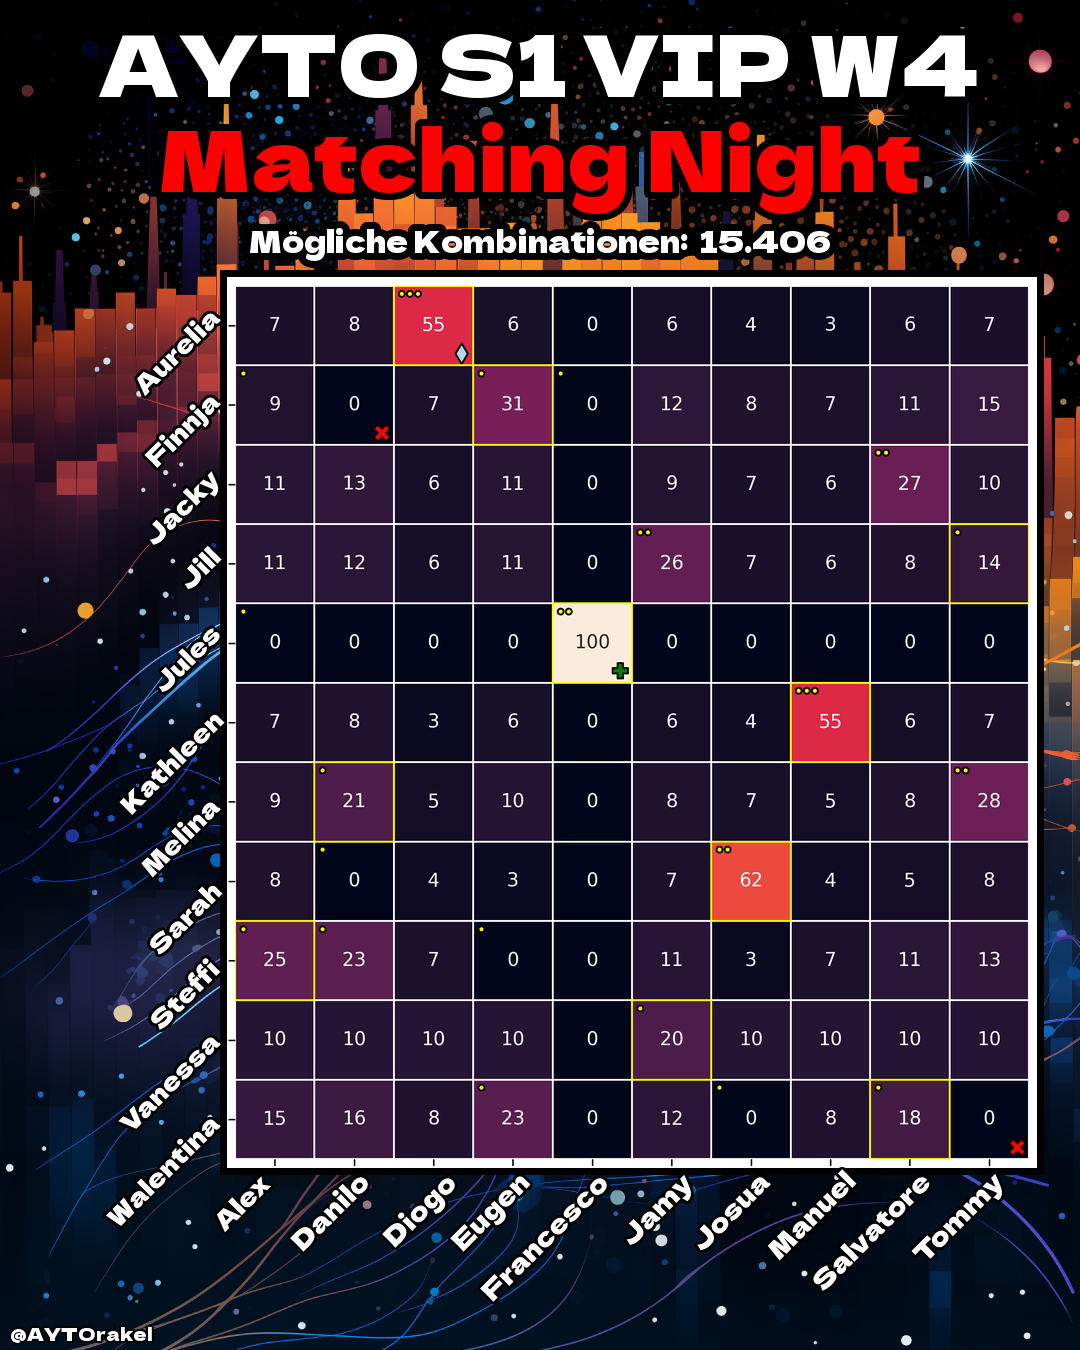 AYTO S1 VIP W4
Matching Night
Mögliche Kombinationen: 15.406
Aurelia 7 8 55 6 0 6 4 3 6 7
Finnja 9 0 7 31 0 12 8 7 11 15
Jacky 11 13 6 11 0 9 7 6 27 10
Jill 11 12 6 11 0 26 7 6 8 14
Jules 0 0 0 0 100 0 0 0 0 0
Kathleen 7 8 3 6 0 6 4 55 6 7
Melina 9 21 5 10 0 8 7 5 8 28
Sarah 8 0 4 3 0 7 62 4 5 8
Steffi 25 23 7 0 0 11 3 7 11 13
Vanessa 10 10 10 10 0 20 10 10 10 10
Valentina 15 16 8 23 0 12 0 8 18 0
Alex Danilo Diogo Eugen Francesco Jamy Josua Manuel Salvatore Tommy
@AYTOrakel